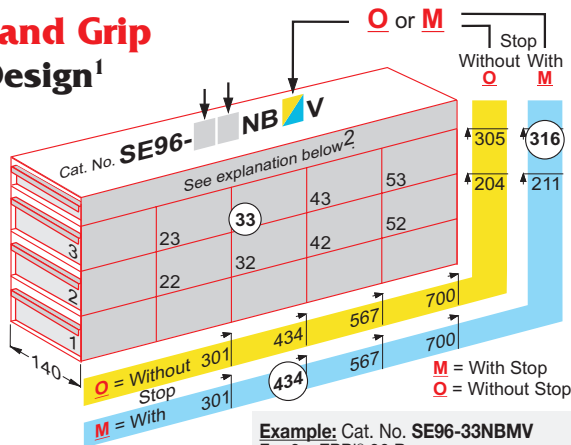 and Grip
Design1
O or M
Stop
Without With
O M
Cat. No. SE96- NB V
See explanation below2
305 316
204 211
53
43
33
23
52
42
32
22
3
2
1
140
O = Without 301 434 567 700
Stop
M = With 301 434 567 700
M = With Stop
O = Without Stop
Example: Cat. No. SE96-33NBMV